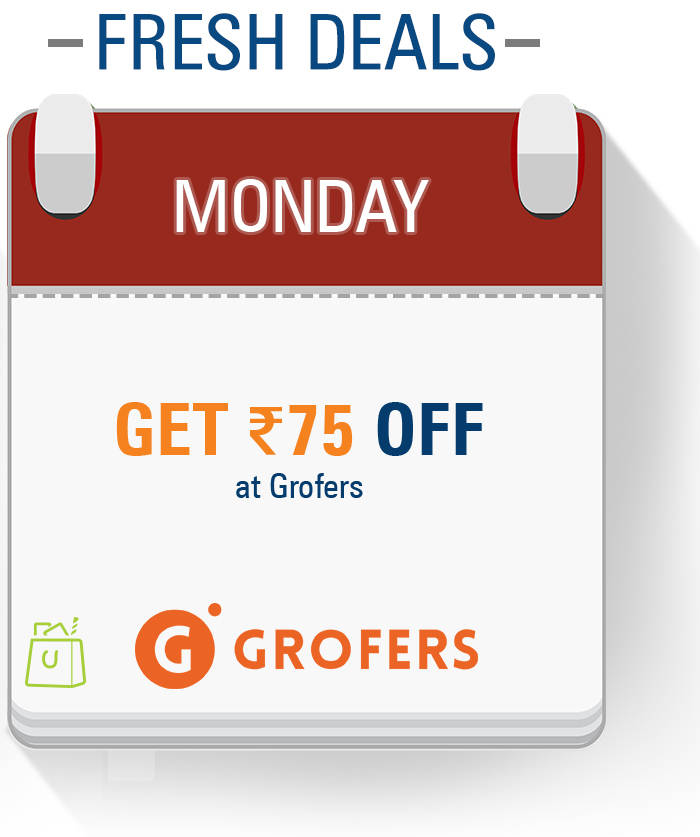 FRESH DEALS
MONDAY
GET ₹75 OFF
at Grofers
G GROFERS